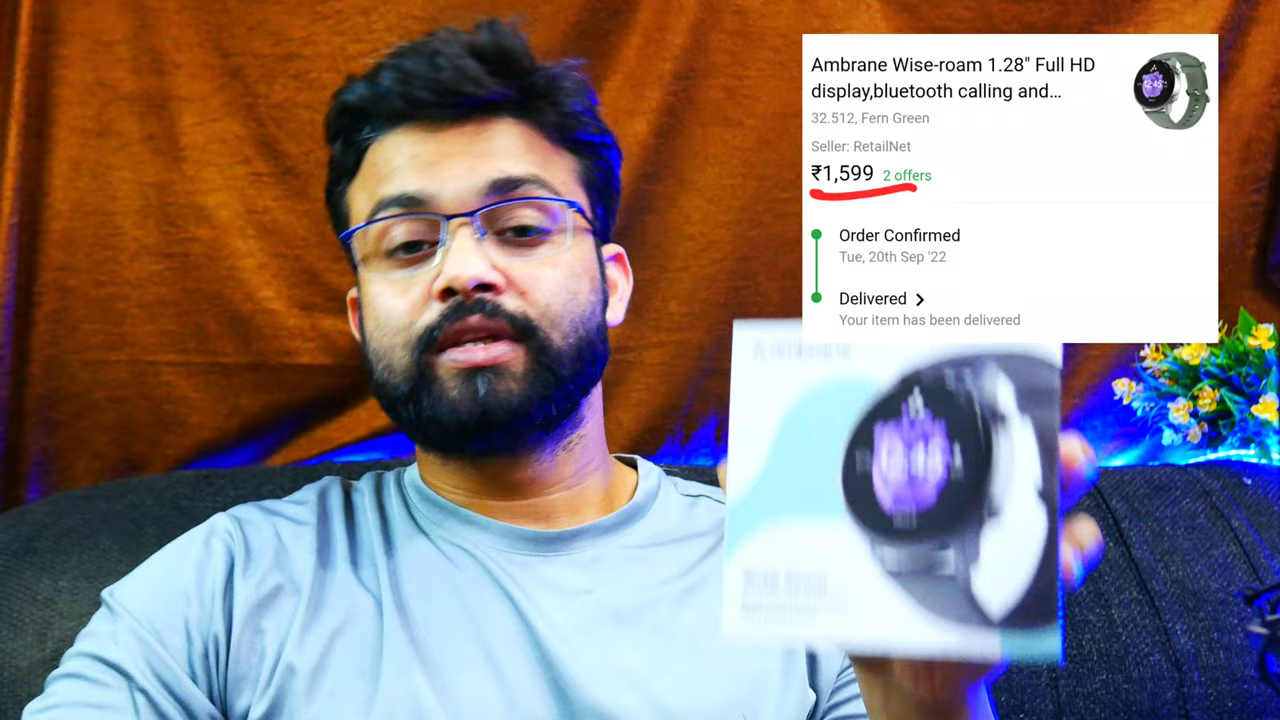 Ambrane Wise-roam 1.28" Full HD
display,bluetooth calling and...
32.512, Fern Green
Seller: RetailNet
₹1,599 2 offers
Order Confirmed
Tue, 20th Sep '22
Delivered
Your item has been delivered